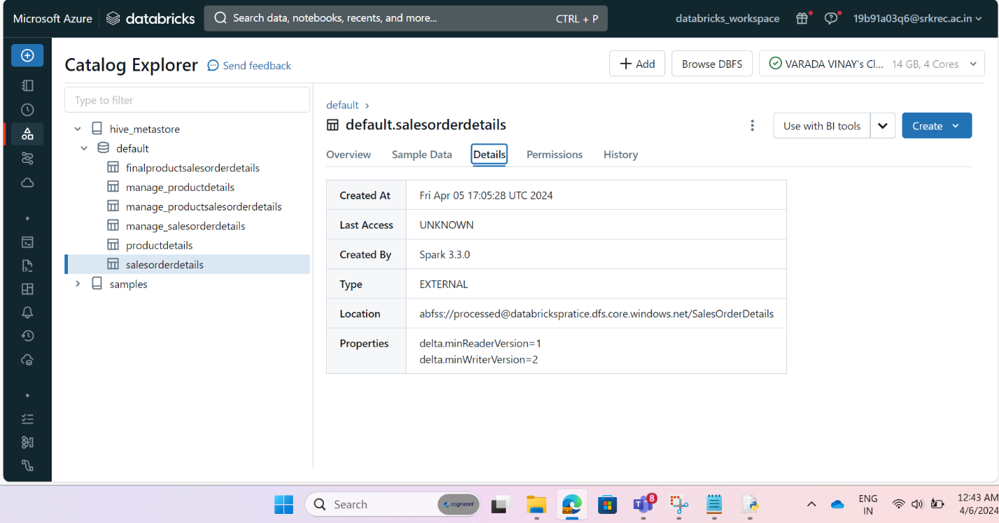 Microsoft Azure databricks Search data, notebooks, recents, and more... CTRL + P databricks_workspace 19b91a03q6@srkrec.ac.in
Catalog Explorer Send feedback Add Browse DBFS VARADA VINAY's Cl... 14 GB, 4 Cores
Type to filter
hive_metastore
default
finalproductsalesorderdetails
manage_productdetails
manage_productsalesorderdetails
manage_salesorderdetails
productdetails
salesorderdetails
samples
default >
default.salesorderdetails Use with BI tools Create
Overview Sample Data Details Permissions History
Created At Fri Apr 05 17:05:28 UTC 2024
Last Access UNKNOWN
Created By Spark 3.3.0
Type EXTERNAL
Location abfss://processed@databrickspratice.dfs.core.windows.net/SalesOrderDetails
Properties delta.minReaderVersion=1
delta.minWriterVersion=2
Search cognizant 8 ENG
IN
12:43 AM
4/6/2024